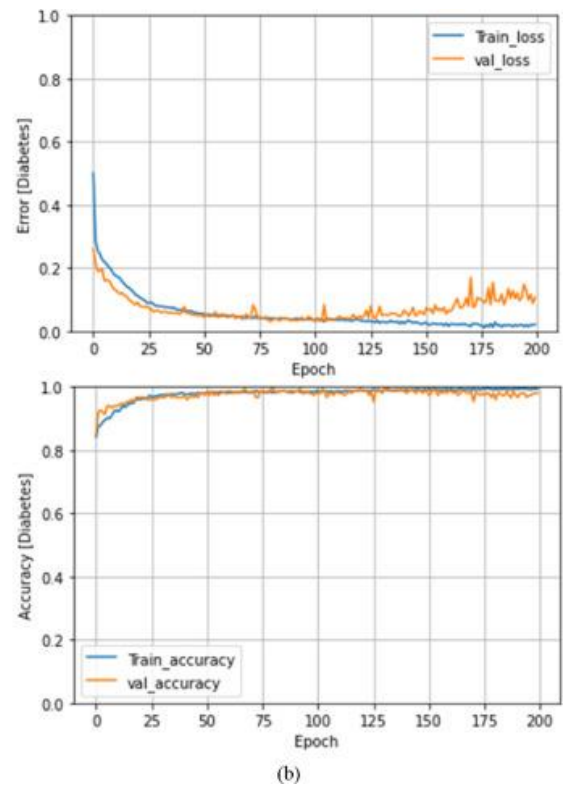 1.0
0.8
0.6
0.4
0.2
0.0
Error [Diabetes]
Train_loss
val_loss
0 25 50 75 100 125 150 175 200
Epoch
1.0
0.8
0.6
0.4
0.2
0.0
Accuracy [Diabetes]
Train_accuracy
val_accuracy
0 25 50 75 100 125 150 175 200
Epoch
(b)